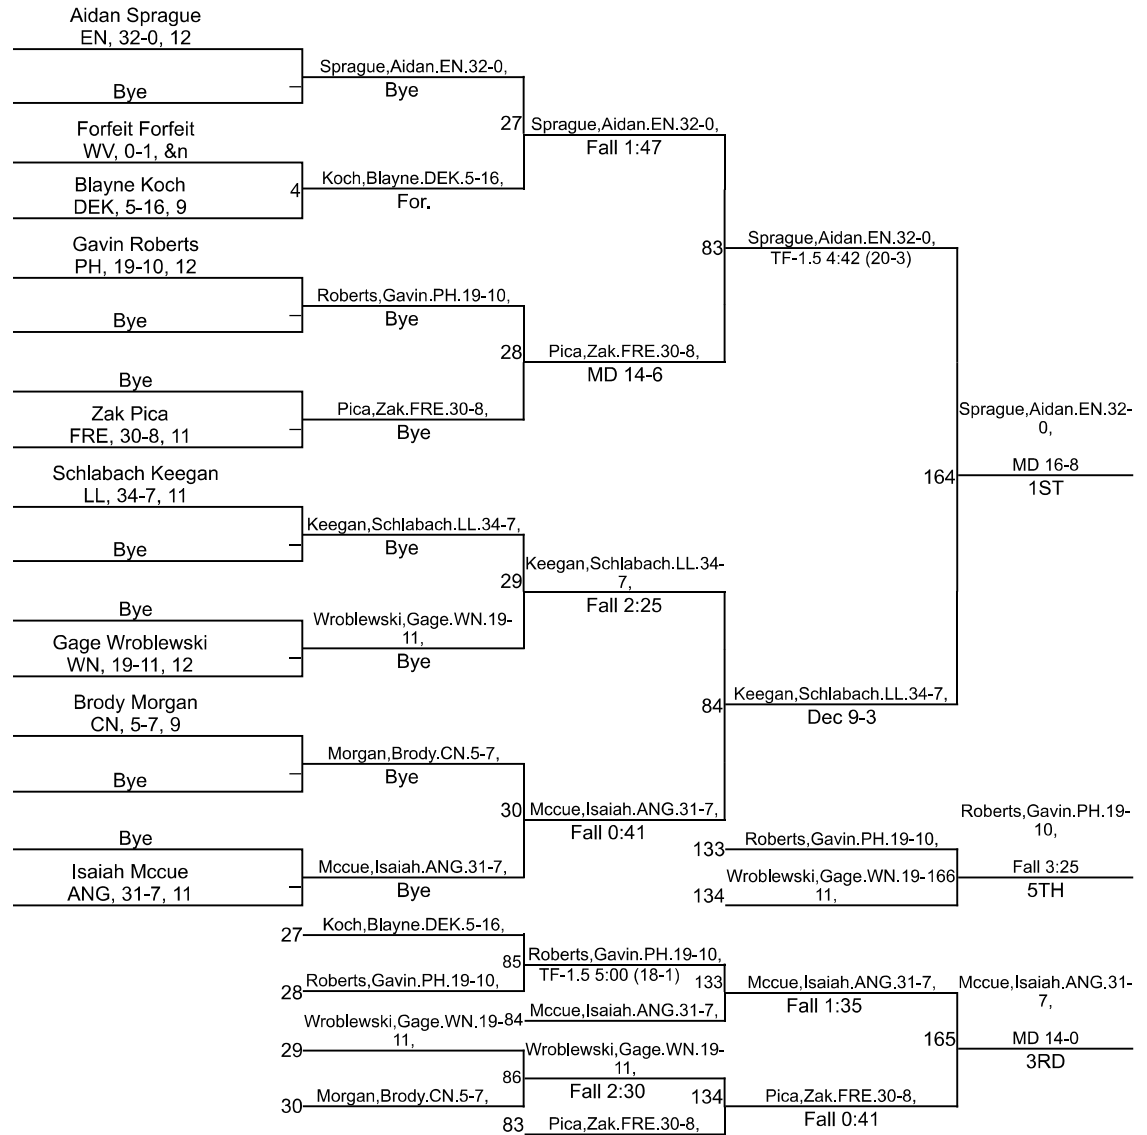 Aidan Sprague
EN, 32-0, 12
Bye
Sprague,Aidan.EN.32-0,
Bye
Forfeit Forfeit
WV, 0-1, &n
Blayne Koch
DEK, 5-16, 9
4
Koch,Blayne.DEK.5-16,
For.
27
Sprague,Aidan.EN.32-0,
Fall 1:47
Gavin Roberts
PH, 19-10, 12
Bye
Roberts,Gavin.PH.19-10,
Bye
Bye
Zak Pica
FRE, 30-8, 11
Pica,Zak.FRE.30-8,
Bye
28
Pica,Zak.FRE.30-8,
MD 14-6
83
Sprague,Aidan.EN.32-0,
TF-1.5 4:42 (20-3)
Schlabach Keegan
LL, 34-7, 11
Bye
Keegan,Schlabach.LL.34-7,
Bye
Bye
Gage Wroblewski
WN, 19-11, 12
Wroblewski,Gage.WN.19-
11,
Bye
29
Keegan,Schlabach.LL.34-
7,
Fall 2:25
Brody Morgan
CN, 5-7, 9
Bye
Morgan,Brody.CN.5-7,
Bye
Bye
Isaiah Mccue
ANG, 31-7, 11
Mccue,Isaiah.ANG.31-7,
Bye
30
Mccue,Isaiah.ANG.31-7,
Fall 0:41
84
Keegan,Schlabach.LL.34-7,
Dec 9-3
164
Sprague,Aidan.EN.32-
0,
MD 16-8
1ST
133
Roberts,Gavin.PH.19-10,
134
Wroblewski,Gage.WN.19-
11,
166
Roberts,Gavin.PH.19-
10,
Fall 3:25
5TH
27
Koch,Blayne.DEK.5-16,
28
Roberts,Gavin.PH.19-10,
85
Roberts,Gavin.PH.19-10,
TF-1.5 5:00 (18-1)
84
Mccue,Isaiah.ANG.31-7,
133
Mccue,Isaiah.ANG.31-7,
Fall 1:35
29
Wroblewski,Gage.WN.19-
11,
30
Morgan,Brody.CN.5-7,
86
Wroblewski,Gage.WN.19-
11,
Fall 2:30
83
Pica,Zak.FRE.30-8,
134
Pica,Zak.FRE.30-8,
Fall 0:41
165
Mccue,Isaiah.ANG.31-
7,
MD 14-0
3RD